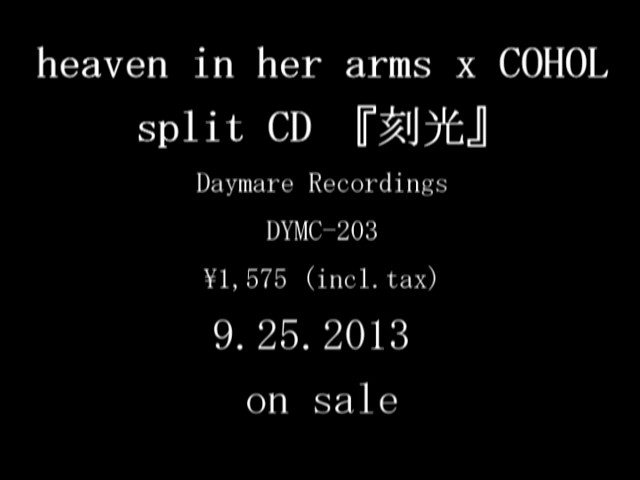 heaven in her arms x COHOL
split CD 『刻光』
Daymare Recordings
DYMC-203
¥1,575 (incl.tax)
9.25.2013
on sale